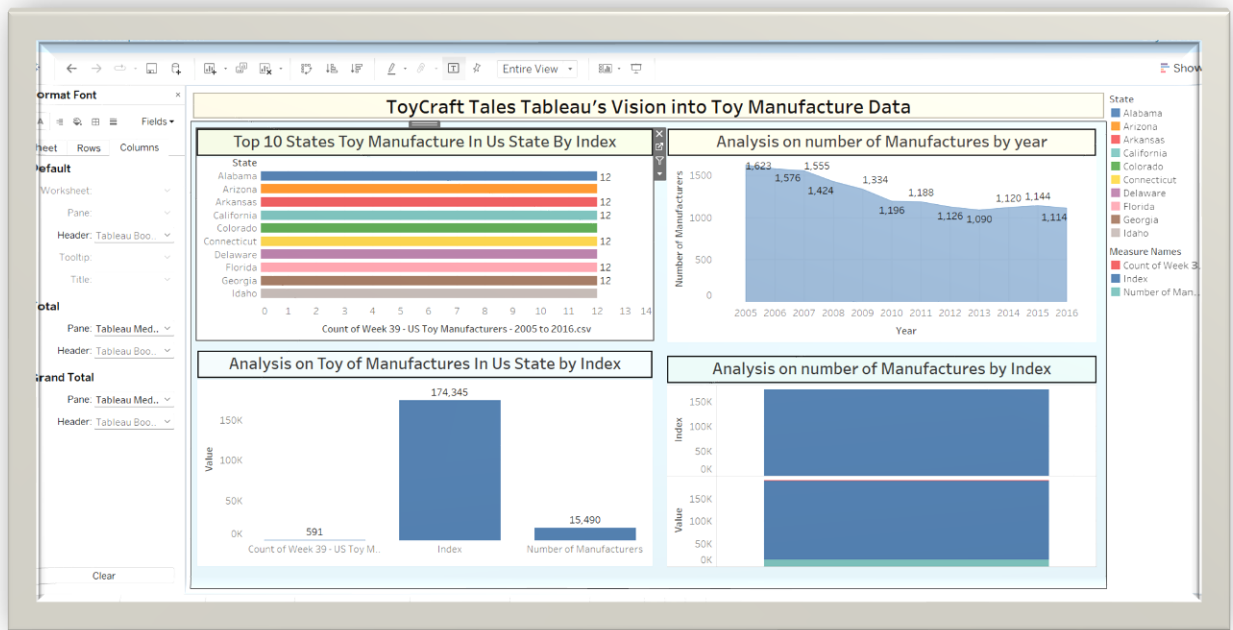 Entire View
Show
ormat Font
Fields
heet Rows Columns
Default
Worksheet:
Pane:
Header: Tableau Boo..
Tooltip:
Title:
Total
Pane: Tableau Med..
Header: Tableau Boo..
Grand Total
Pane: Tableau Med..
Header: Tableau Boo..
Clear
ToyCraft Tales Tableau's Vision into Toy Manufacture Data
Top 10 States Toy Manufacture In Us State By Index
State
Alabama 12
Arizona
Arkansas 12
California 12
Colorado
Connecticut 12
Delaware
Florida 12
Georgia 12
Idaho
0 1 2 3 4 5 6 7 8 9 10 11 12 13 14
Count of Week 39 - US Toy Manufacturers - 2005 to 2016.csv
Analysis on number of Manufactures by year
Number of Manufacturers
1500
1000
500
0
1,623
1,576
1,555
1,424
1,334
1,196
1,188
1,126
1,090
1,120
1,144
1,114
2005 2006 2007 2008 2009 2010 2011 2012 2013 2014 2015 2016
Year
Analysis on Toy of Manufactures In Us State by Index
Value
150K
100K
50K
0K
591
174,345
15,490
Count of Week 39 - US Toy M..
Index
Number of Manufacturers
Analysis on number of Manufactures by Index
Index
150K
100K
50K
0K
Value
150K
100K
50K
0K
State
Alabama
Arizona
Arkansas
California
Colorado
Connecticut
Delaware
Florida
Georgia
Idaho
Measure Names
Count of Week 3..
Index
Number of Man..